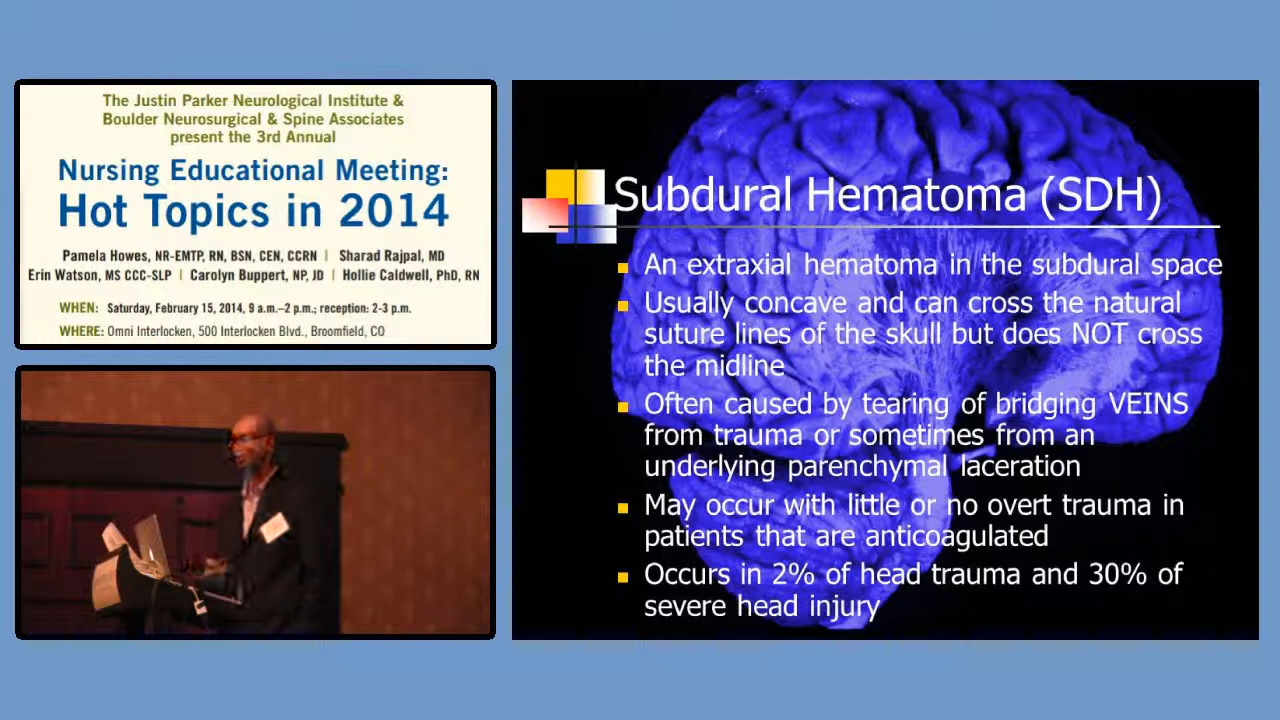 The Justin Parker Neurological Institute &
Boulder Neurosurgical & Spine Associates
present the 3rd Annual
Nursing Educational Meeting:
Hot Topics in 2014
Pamela Howes, NR-EMTP, RN, BSN, CEN, CCRN | Sharad Rajpal, MD
Erin Watson, MS CCC-SLP | Carolyn Buppert, NP, JD | Hollie Caldwell, PhD, RN
WHEN: Saturday, February 15, 2014, 9 a.m.–2 p.m.; reception: 2-3 p.m.
WHERE: Omni Interlocken, 500 Interlocken Blvd., Broomfield, CO
Subdural Hematoma (SDH)
An extraxial hematoma in the subdural space
Usually concave and can cross the natural
suture lines of the skull but does NOT cross
the midline
Often caused by tearing of bridging VEINS
from trauma or sometimes from an
underlying parenchymal laceration
May occur with little or no overt trauma in
patients that are anticoagulated
Occurs in 2% of head trauma and 30% of
severe head injury